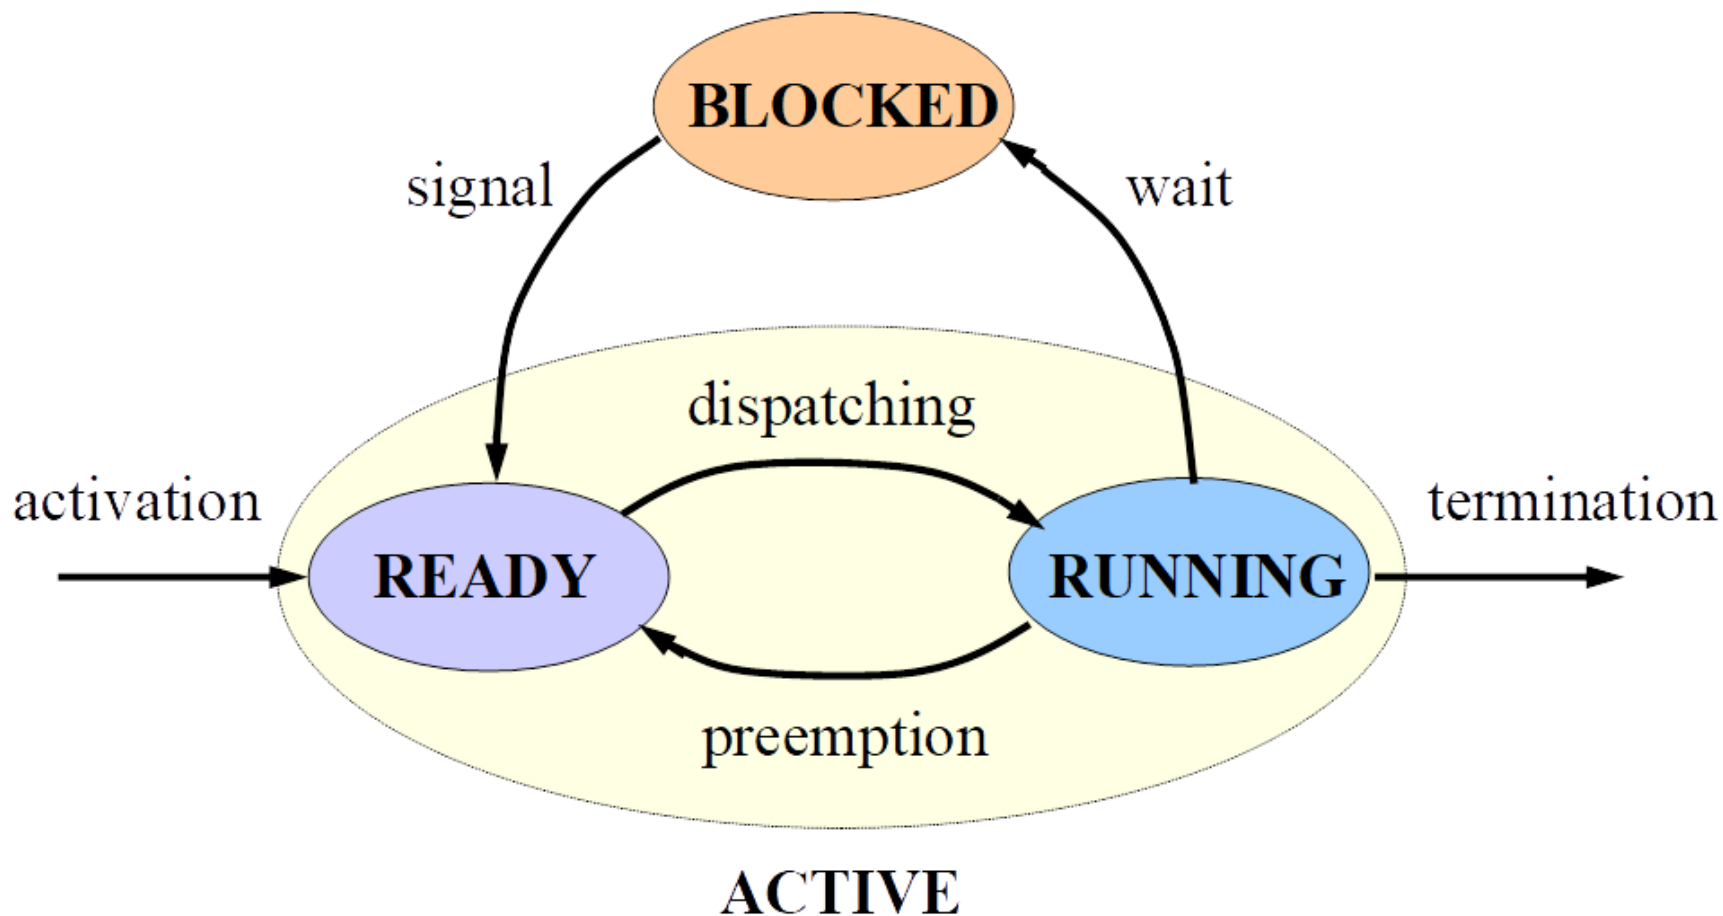 BLOCKED
signal
wait
dispatching
activation
termination
READY
RUNNING
preemption
ACTIVE